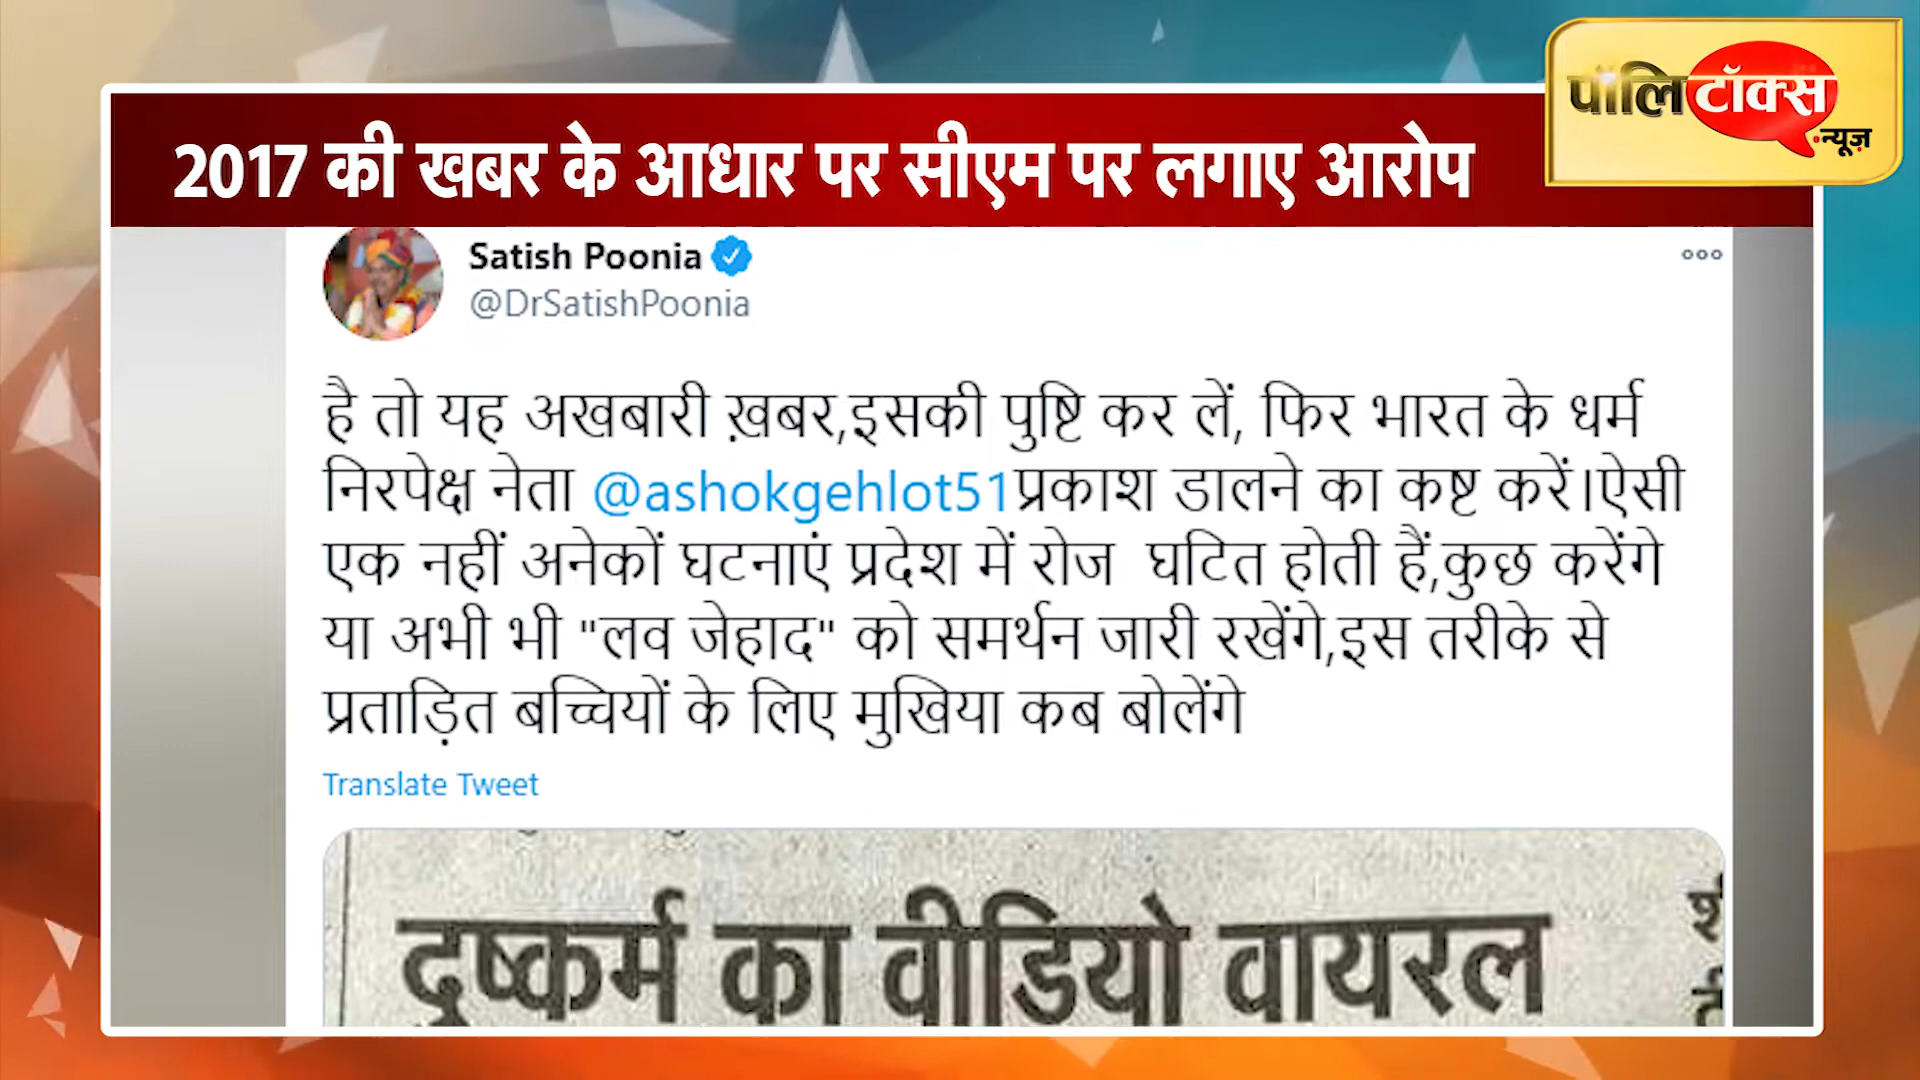 पॉलिटॉक्स
न्यूज़
2017 की खबर के आधार पर सीएम पर लगाए आरोप
Satish Poonia
@DrSatishPoonia
है तो यह अखबारी ख़बर,इसकी पुष्टि कर लें, फिर भारत के धर्म
निरपेक्ष नेता @ashokgehlot51प्रकाश डालने का कष्ट करें।ऐसी
एक नहीं अनेकों घटनाएं प्रदेश में रोज घटित होती हैं,कुछ करेंगे
या अभी भी "लव जेहाद" को समर्थन जारी रखेंगे,इस तरीके से
प्रताड़ित बच्चियों के लिए मुखिया कब बोलेंगे
Translate Tweet
दुष्कर्म का वीडियो वायरल